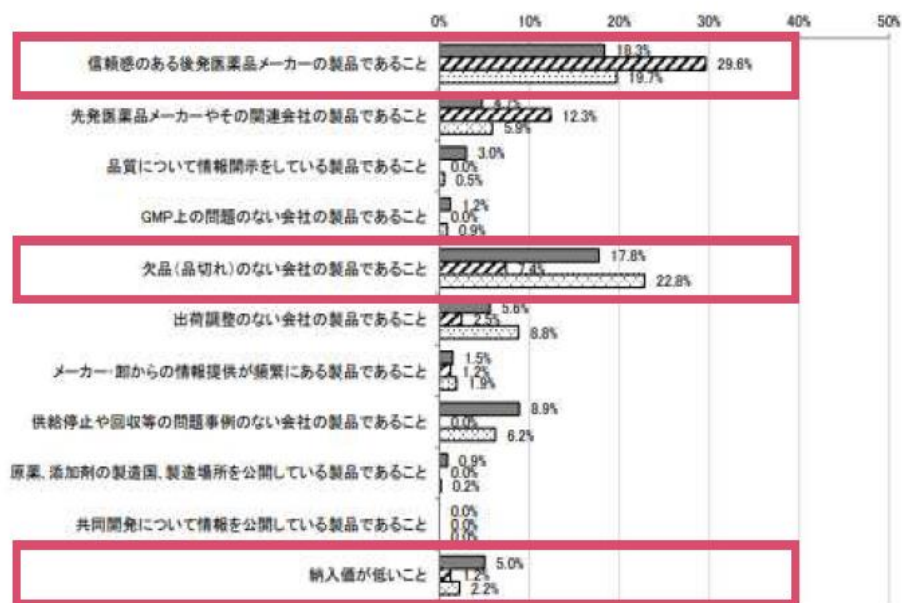 0% 10% 20% 30% 40% 50%
信頼感のある後発医薬品メーカーの製品であること
18.3%
29.6%
19.7%
先発医薬品メーカーやその関連会社の製品であること
4.7%
12.3%
5.9%
品質について情報開示をしている製品であること
3.0%
0.0%
0.5%
GMP上の問題のない会社の製品であること
1.2%
0.0%
0.9%
欠品(品切れ)のない会社の製品であること
17.8%
7.4%
22.8%
出荷調整のない会社の製品であること
5.6%
2.5%
8.8%
メーカー・卸からの情報提供が頻繁にある製品であること
1.5%
1.2%
1.9%
供給停止や回収等の問題事例のない会社の製品であること
8.9%
0.0%
6.2%
原薬、添加剤の製造国、製造場所を公開している製品であること
0.9%
0.0%
0.2%
共同開発について情報を公開している製品であること
0.0%
0.0%
0.0%
納入価が低いこと
5.0%
1.2%
2.2%